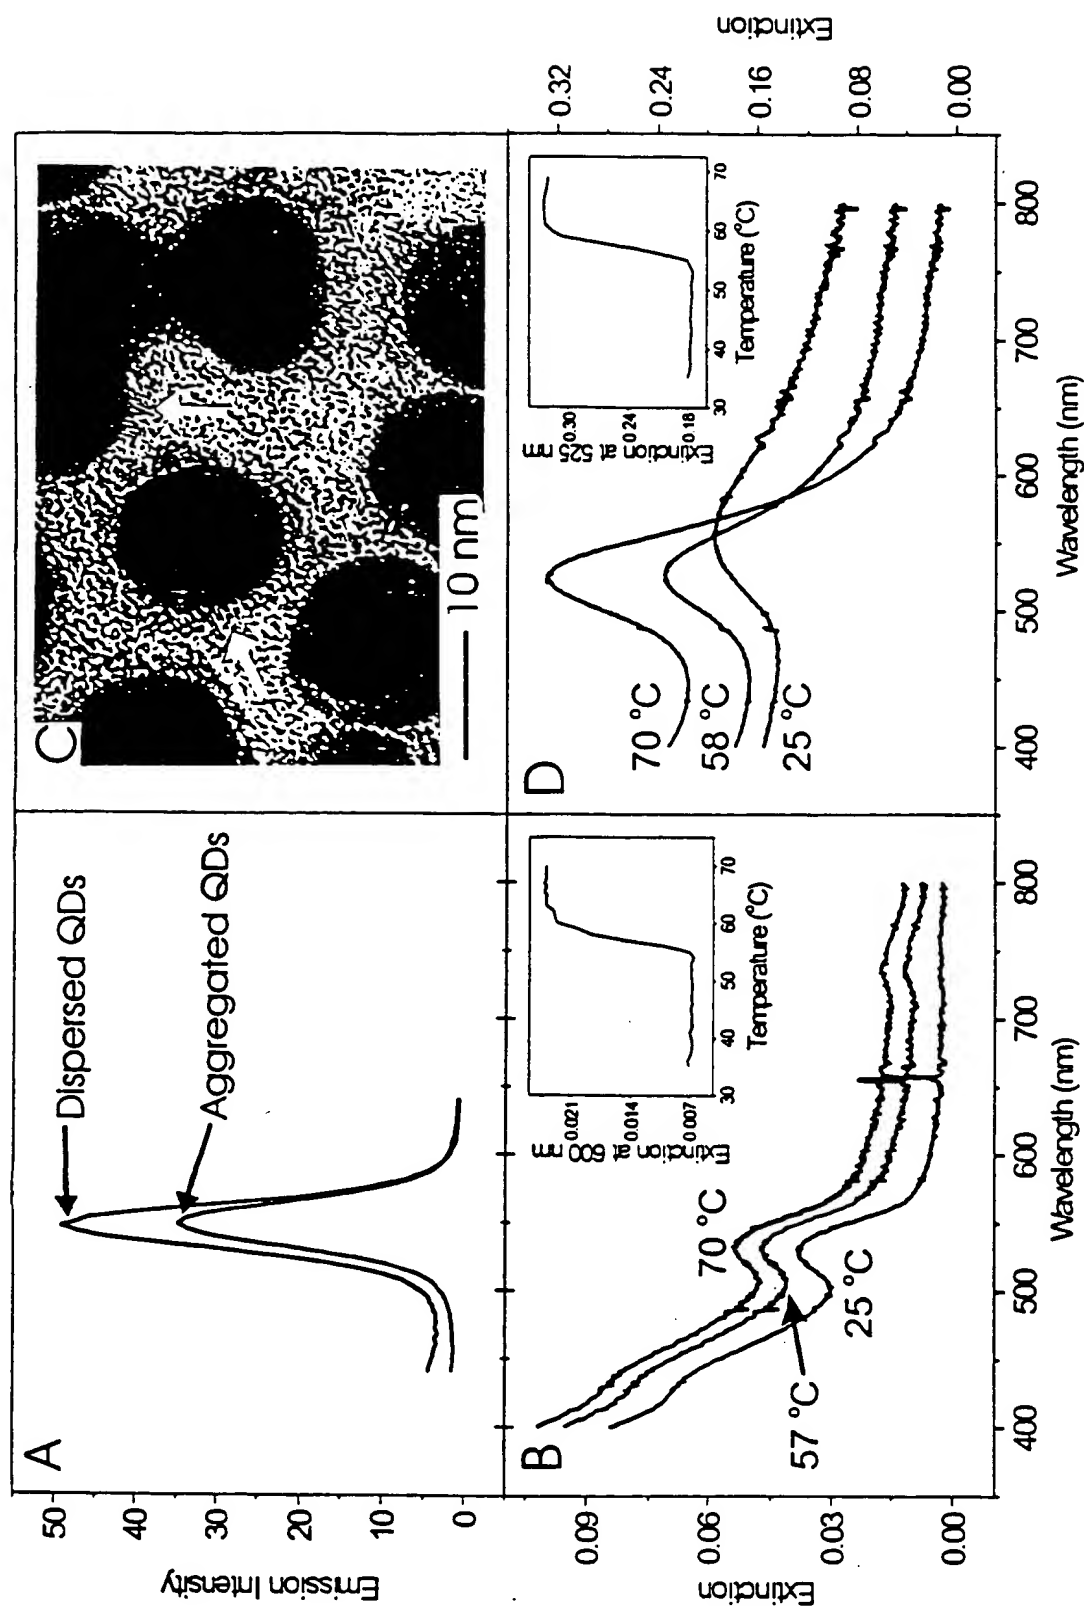 A
Dispersed QDs
Aggregated QDs
50
40
30
20
10
0
Emission Intensity
C
10 nm
B
70 °C
57 °C
25 °C
0.09
0.06
0.03
0.00
Extinction
400
500
600
700
800
Wavelength (nm)
Extinction at 600 nm
0.021
0.014
0.007
30
40
50
60
70
Temperature (°C)
D
70 °C
58 °C
25 °C
400
500
600
700
800
Wavelength (nm)
Extinction
0.32
0.24
0.16
0.08
0.00
Extinction at 525 nm
0.30
0.24
0.18
30
40
50
60
70
Temperature (°C)